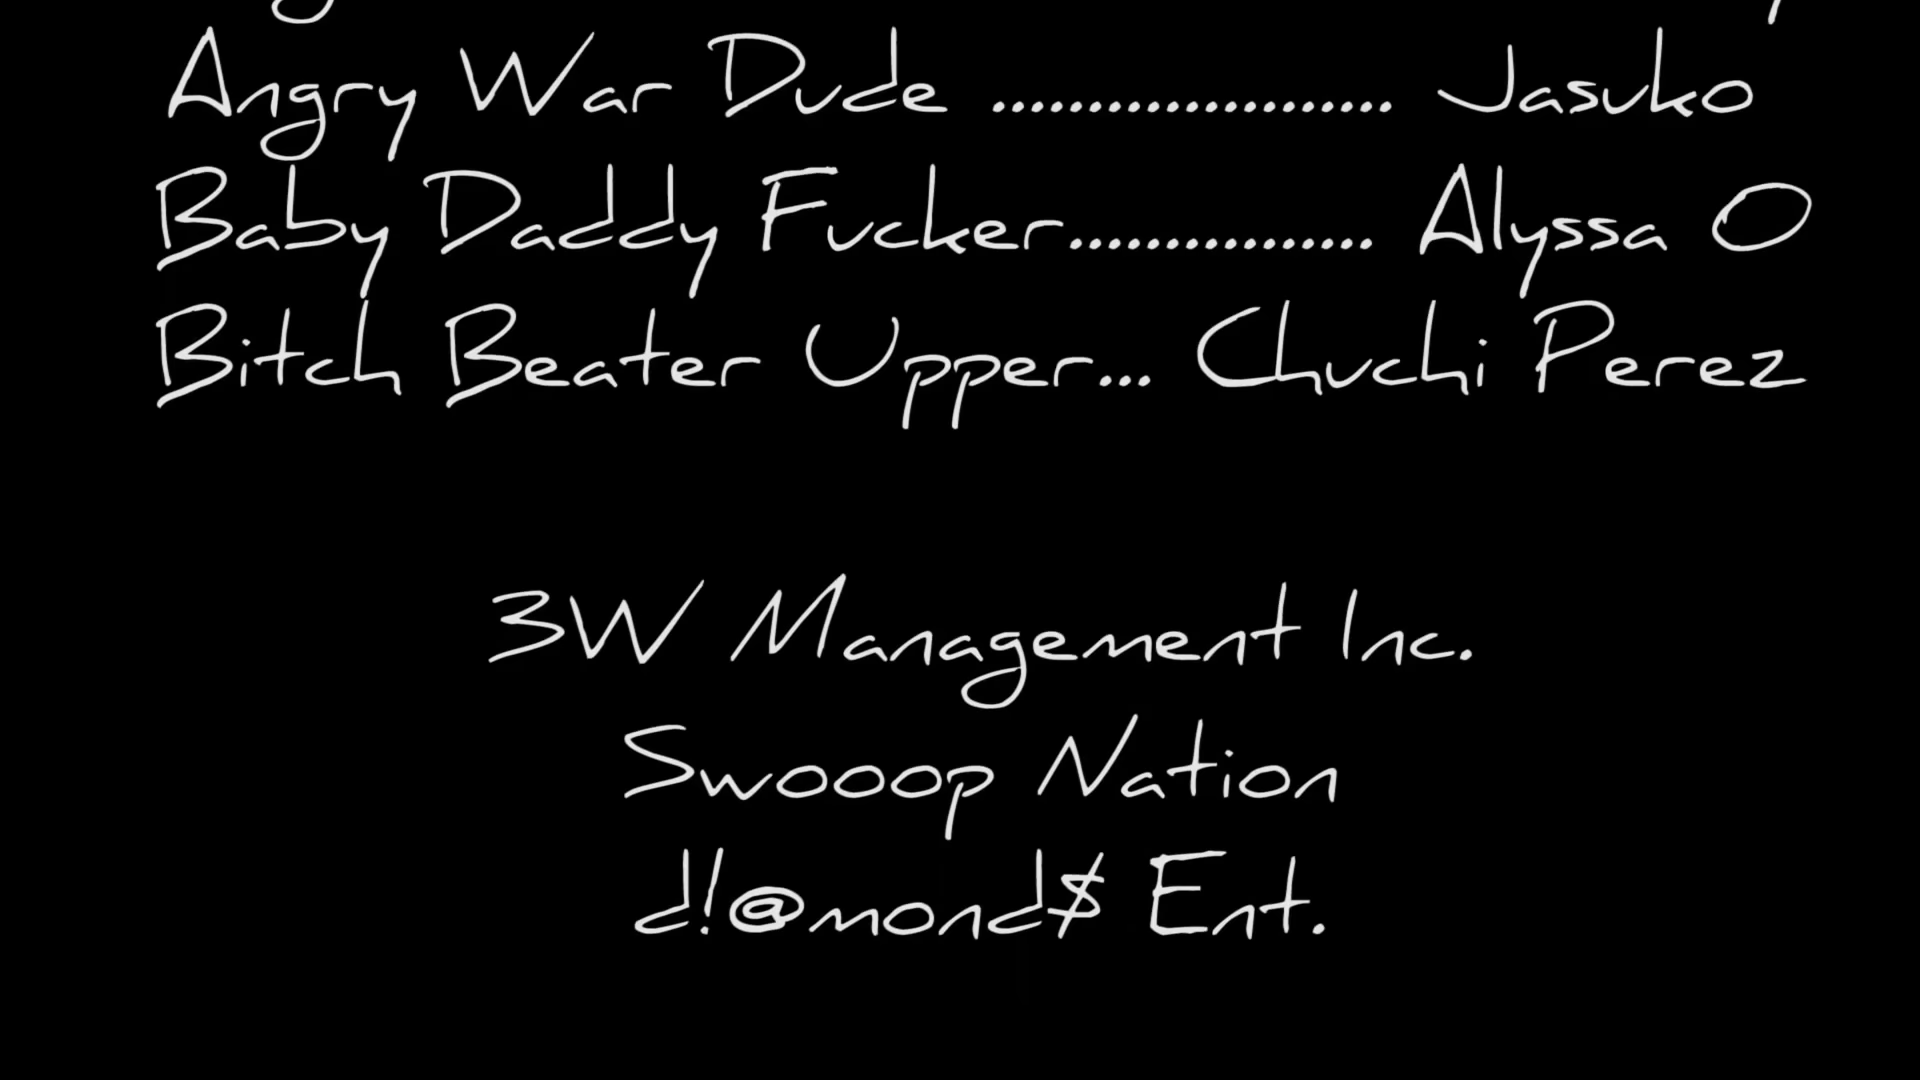 Angry War Dude ..................... Jasuko
Baby Daddy Fucker................ Alyssa O
Bitch Beater Upper... Chuchi Perez
3W Management Inc.
Swooop Nation
d!@mond$ Ent.